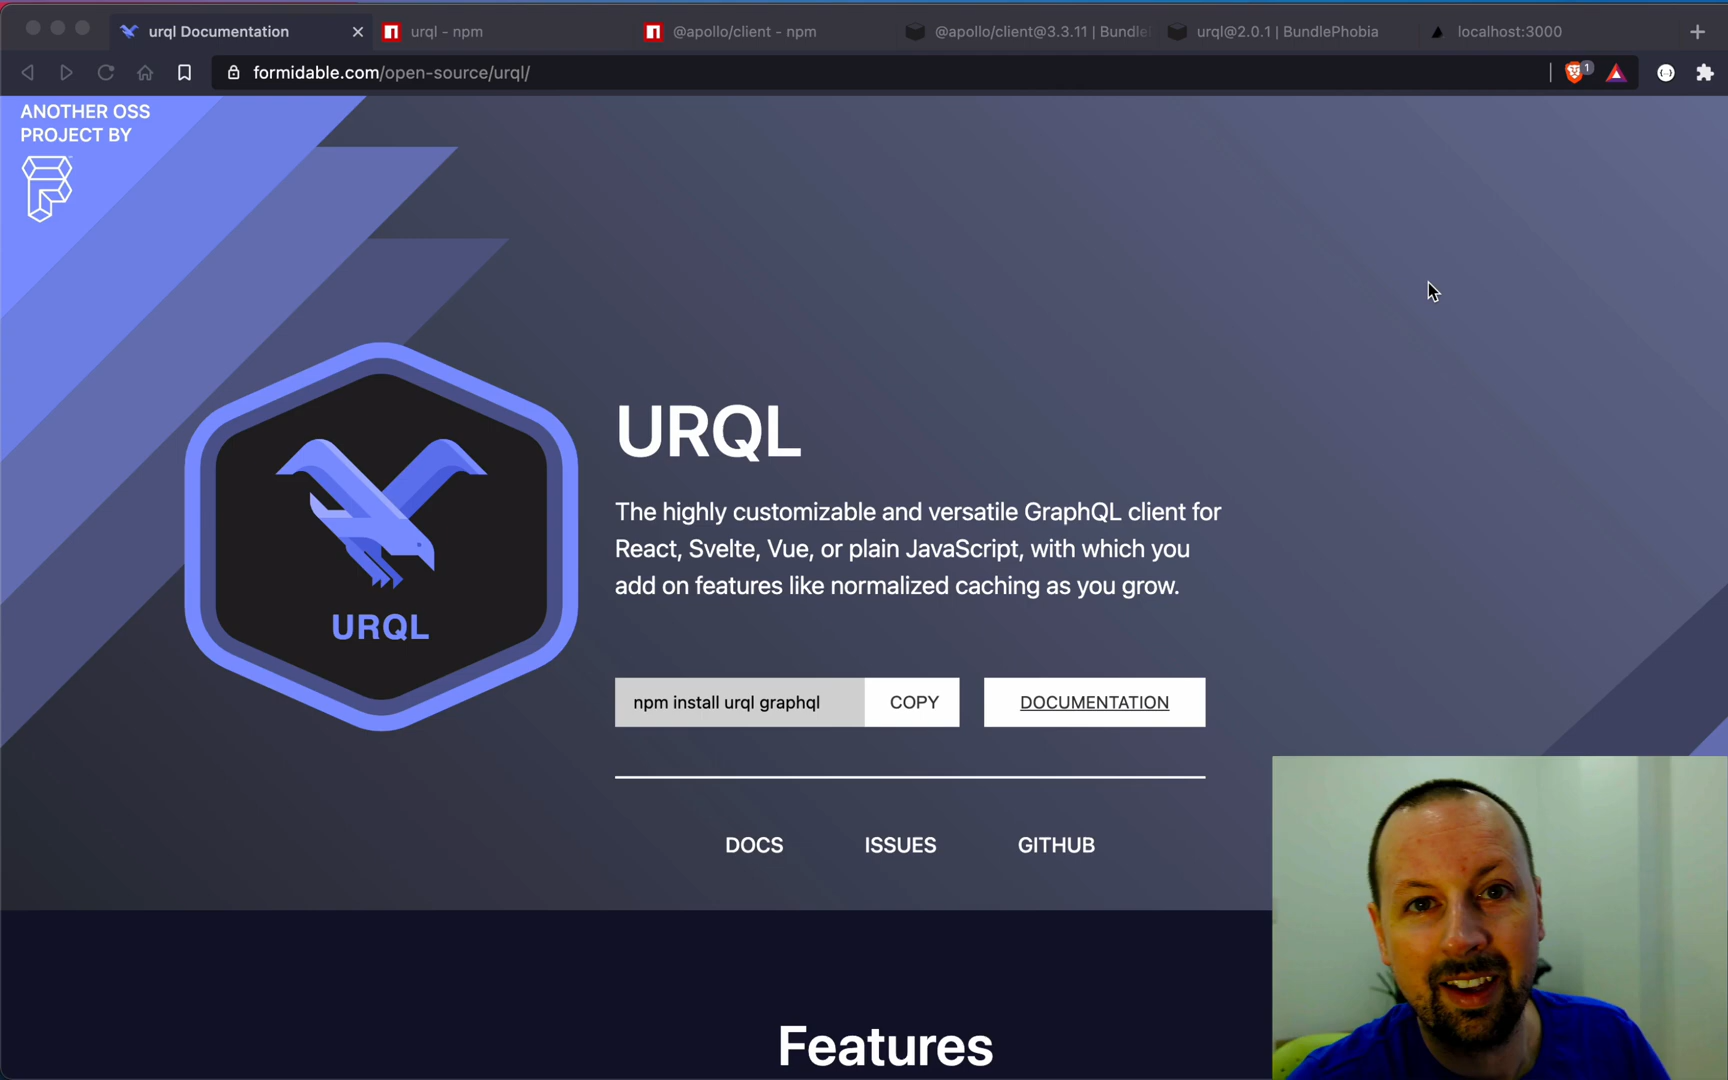 urql Documentation
urql - npm
@apollo/client - npm
@apollo/client@3.3.11 | Bundle
urql@2.0.1 | BundlePhobia
localhost:3000
formidable.com/open-source/urql/
1
ANOTHER OSS
PROJECT BY
URQL
URQL
The highly customizable and versatile GraphQL client for
React, Svelte, Vue, or plain JavaScript, with which you
add on features like normalized caching as you grow.
npm install urql graphql
COPY
DOCUMENTATION
DOCS
ISSUES
GITHUB
Features